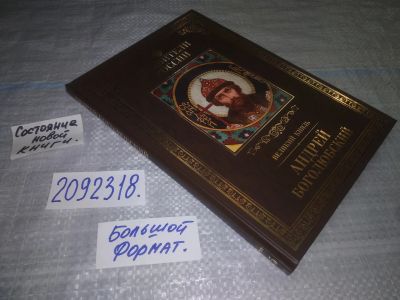 Состояние
новой
книги.
2092318.
БОЛЬШОЙ
ФОРМАТ.
ВЕЛИКИЙ КНЯЗЬ
АНДРЕЙ
БОГОЛЮБСКИЙ